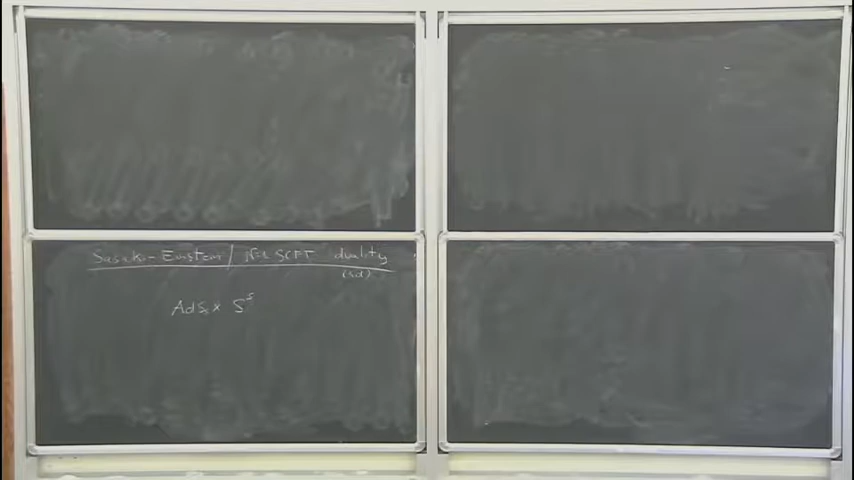 Sasaki-Einstein / N=1 SCFT duality
(4d)
AdS₅ × S⁵